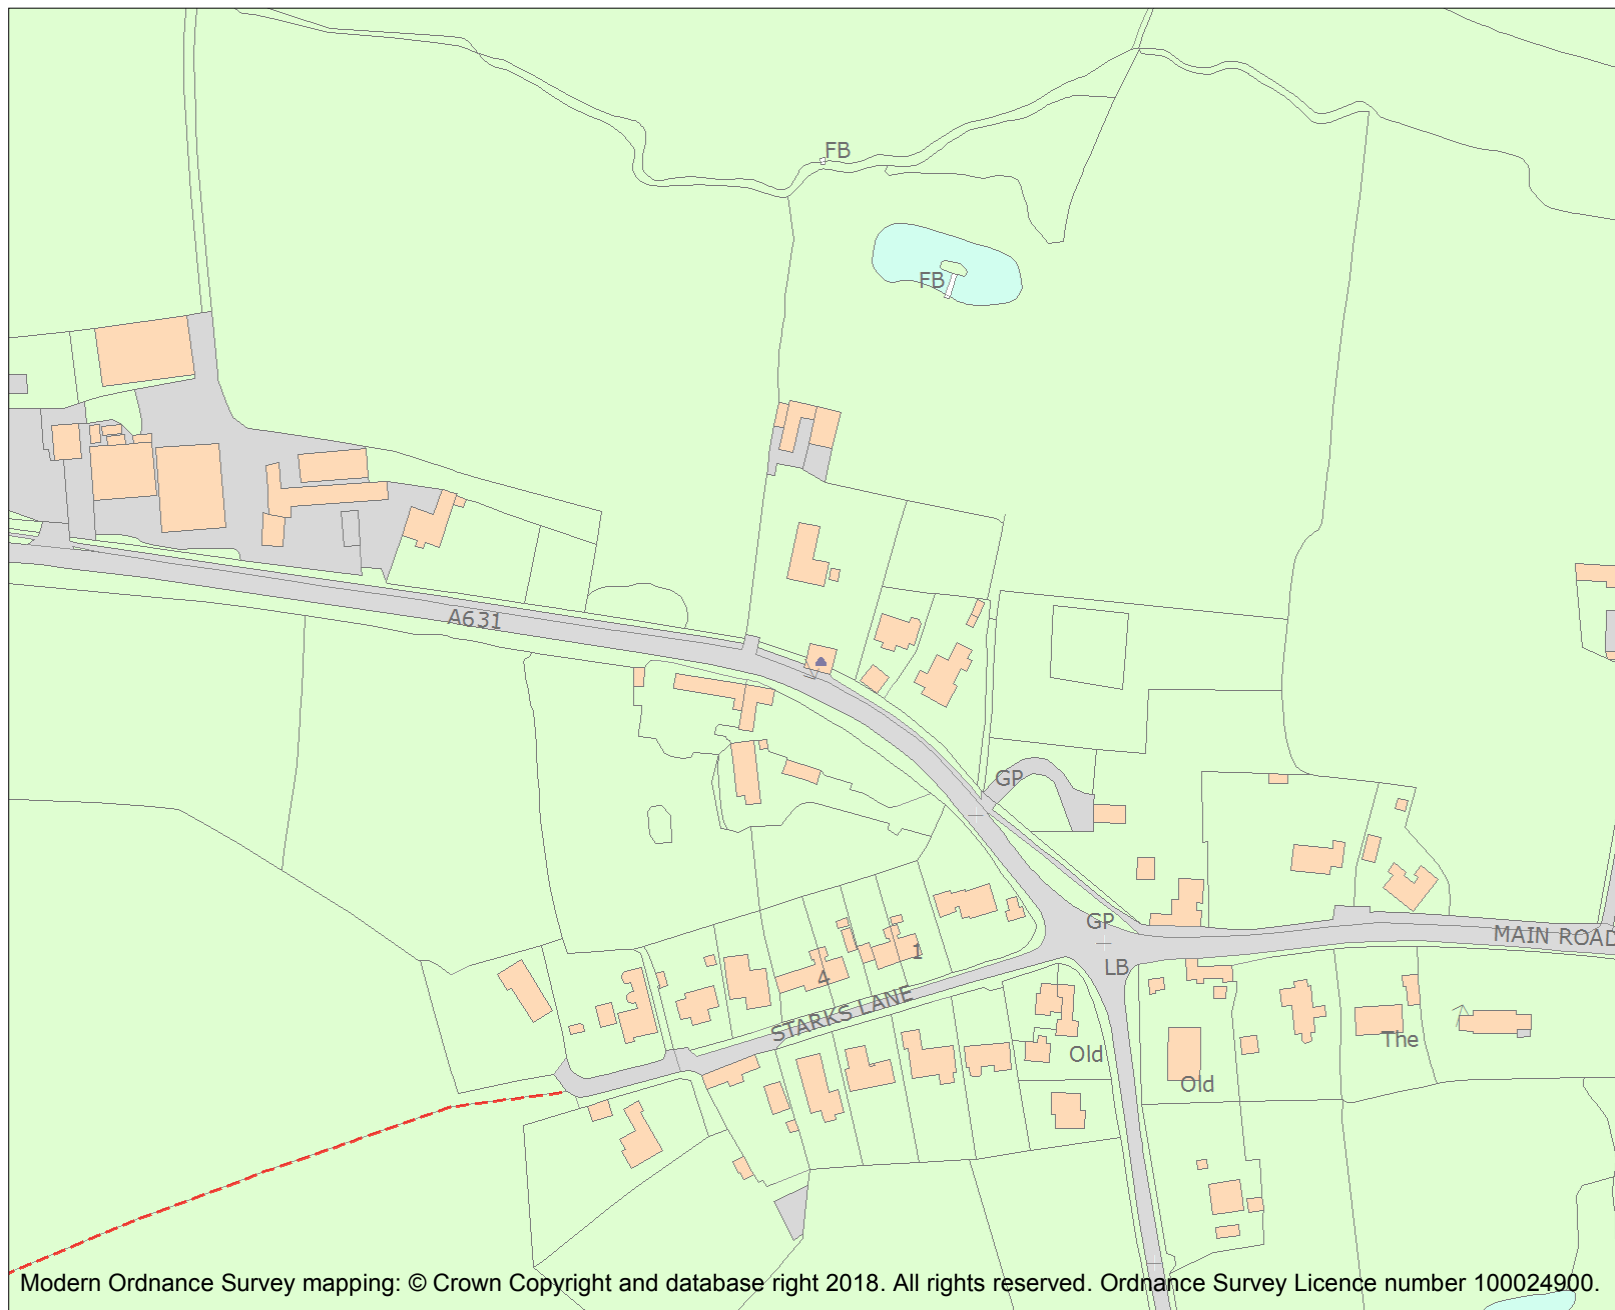 FB
FB
A631
GP
GP
MAIN ROAD
LB
1
4
STARKS LANE
Old
The
Old
Modern Ordnance Survey mapping: © Crown Copyright and database right 2018. All rights reserved. Ordnance Survey Licence number 100024900.